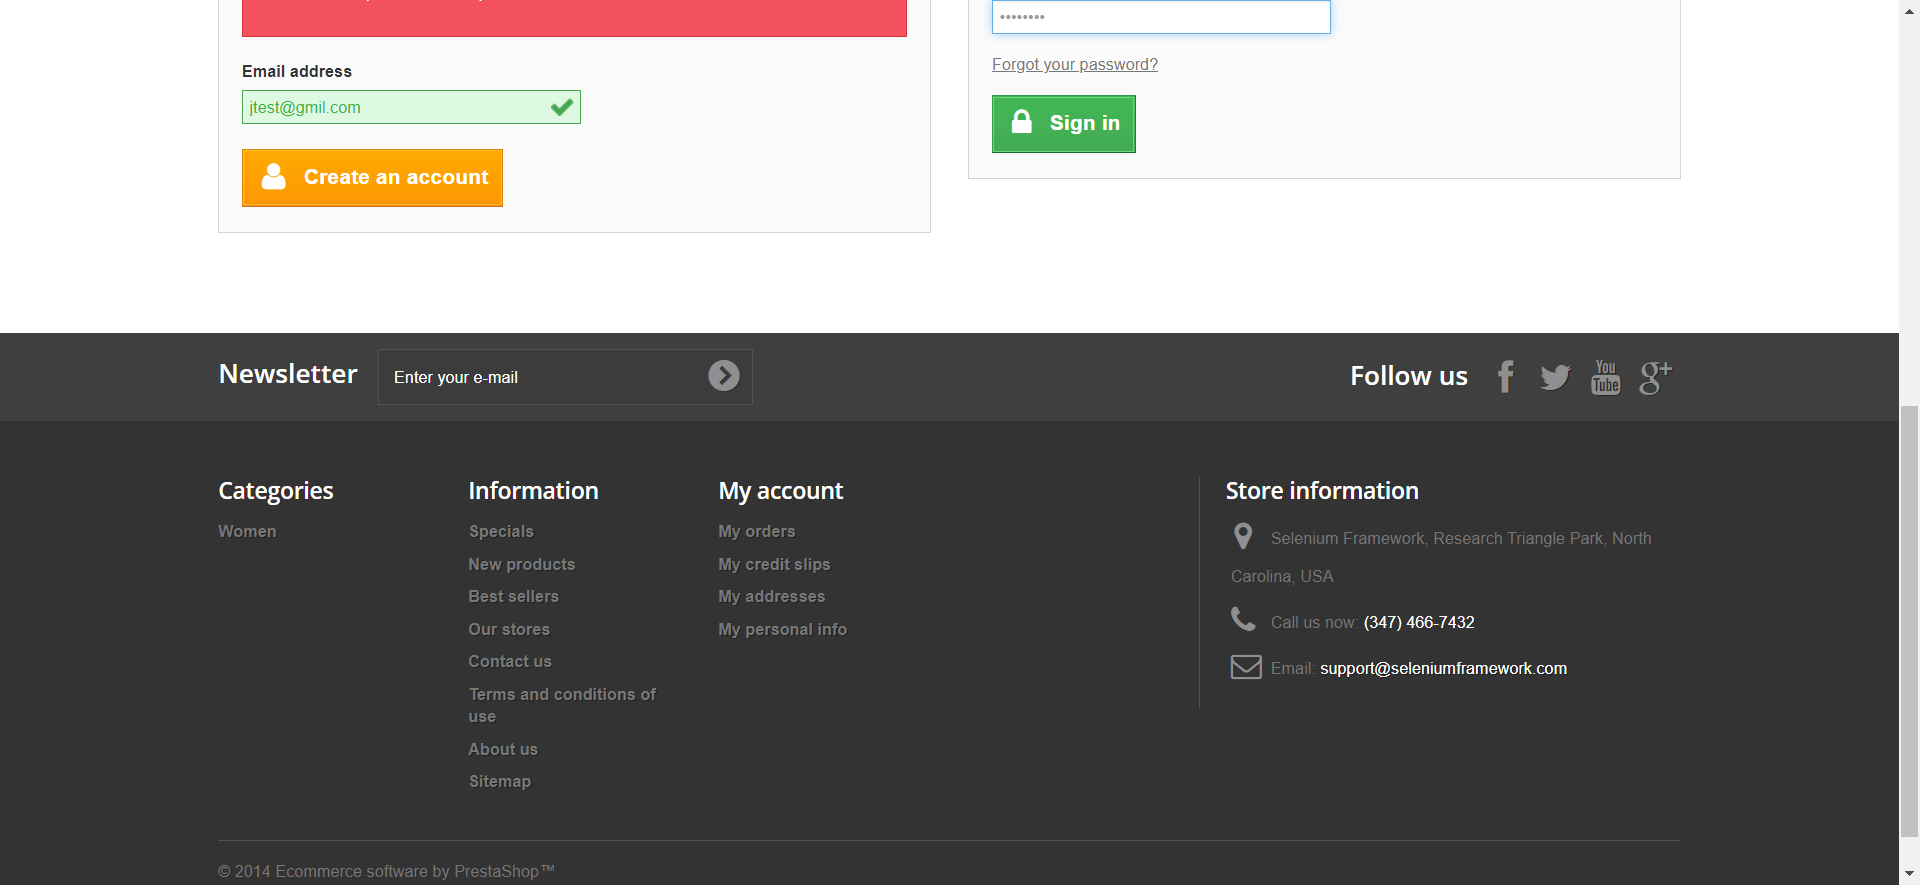 Email address
jtest@gmil.com
Create an account
••••••••
Forgot your password?
Sign in
Newsletter
Enter your e-mail
Follow us
You
Tube
g+
Categories
Women
Information
Specials
New products
Best sellers
Our stores
Contact us
Terms and conditions of
use
About us
Sitemap
My account
My orders
My credit slips
My addresses
My personal info
Store information
Selenium Framework, Research Triangle Park, North
Carolina, USA
Call us now: (347) 466-7432
Email: support@seleniumframework.com
© 2014 Ecommerce software by PrestaShop™